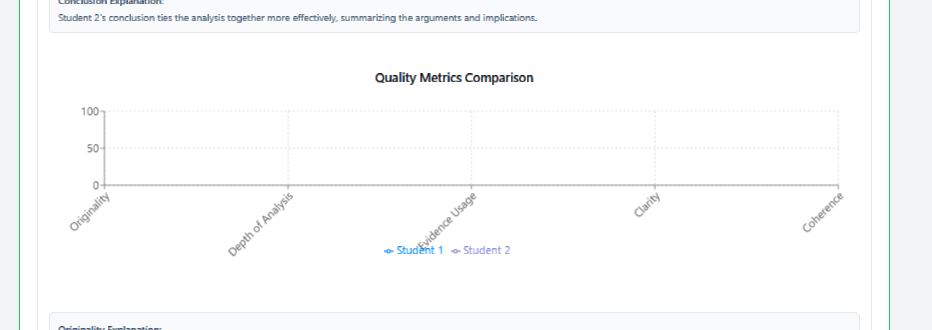 Conclusion Explanation:
Student 2's conclusion ties the analysis together more effectively, summarizing the arguments and implications.
Quality Metrics Comparison
100
50
0
Originality
Depth of Analysis
Evidence Usage
Clarity
Coherence
Student 1
Student 2
Originality Explanation: